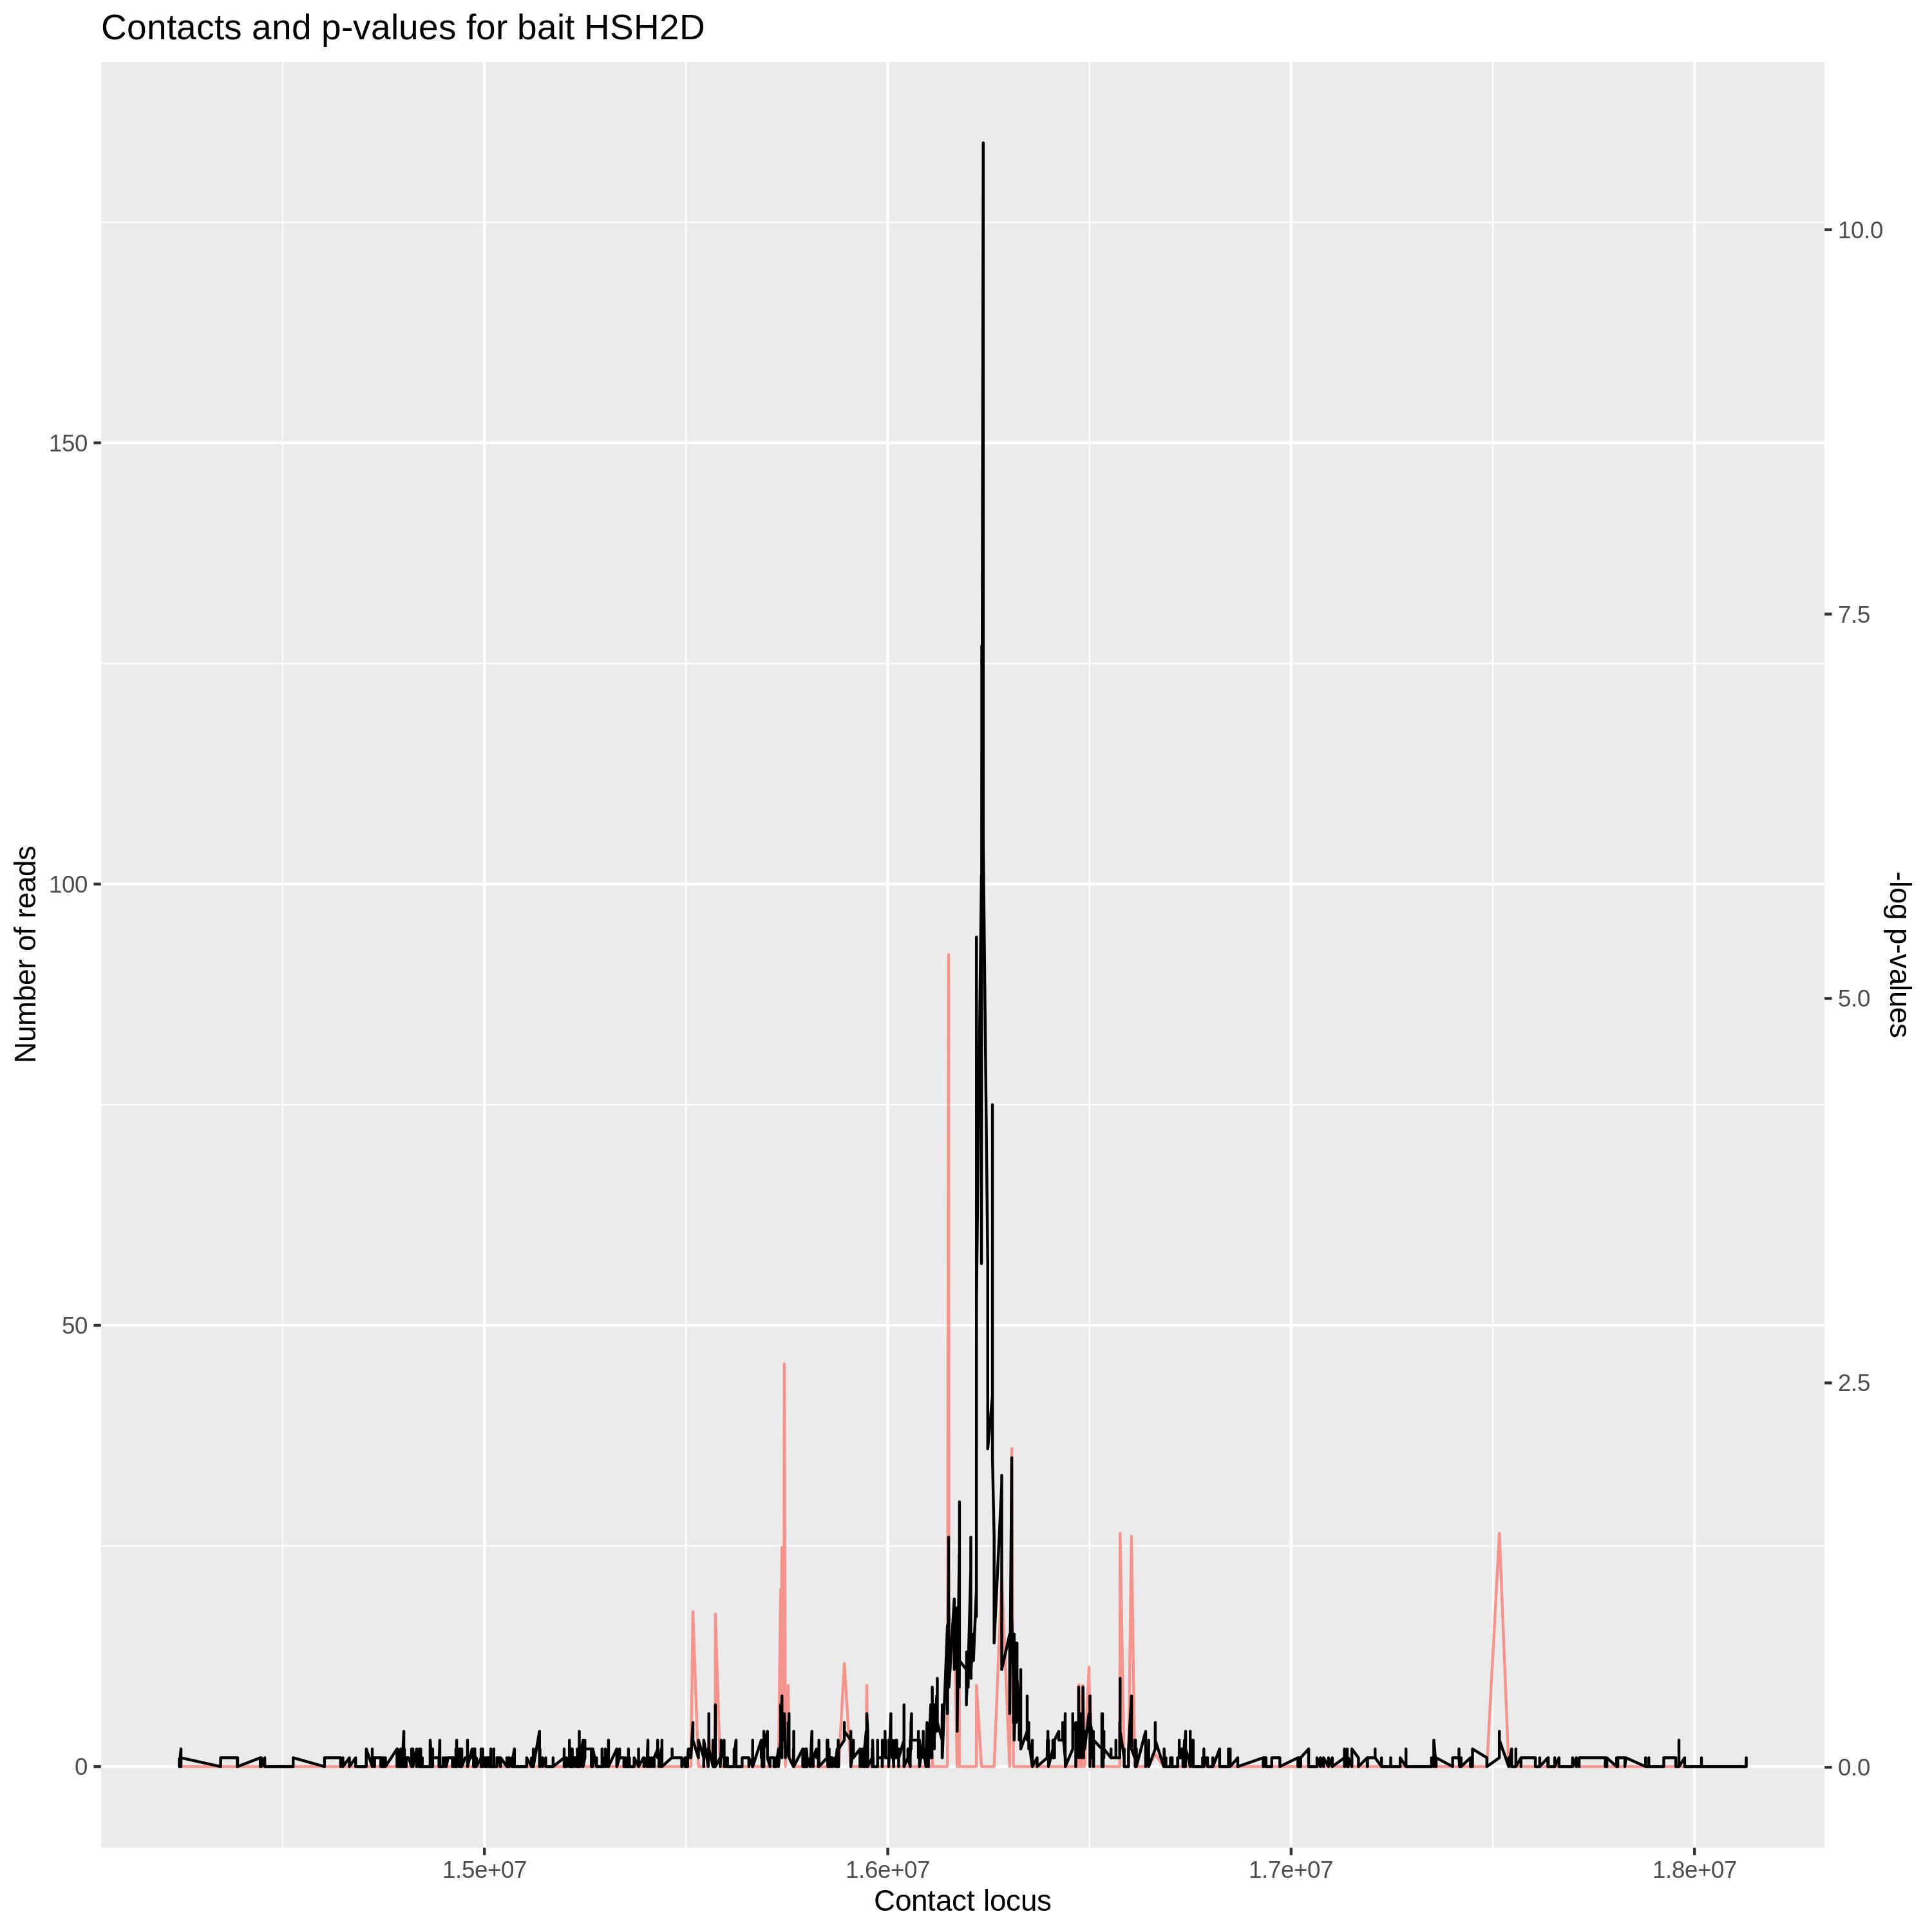 Contacts and p-values for bait HSH2D
Number of reads
150
100
50
0
10.0
7.5
5.0
2.5
0.0
-log p-values
1.5e+07
1.6e+07
1.7e+07
1.8e+07
Contact locus